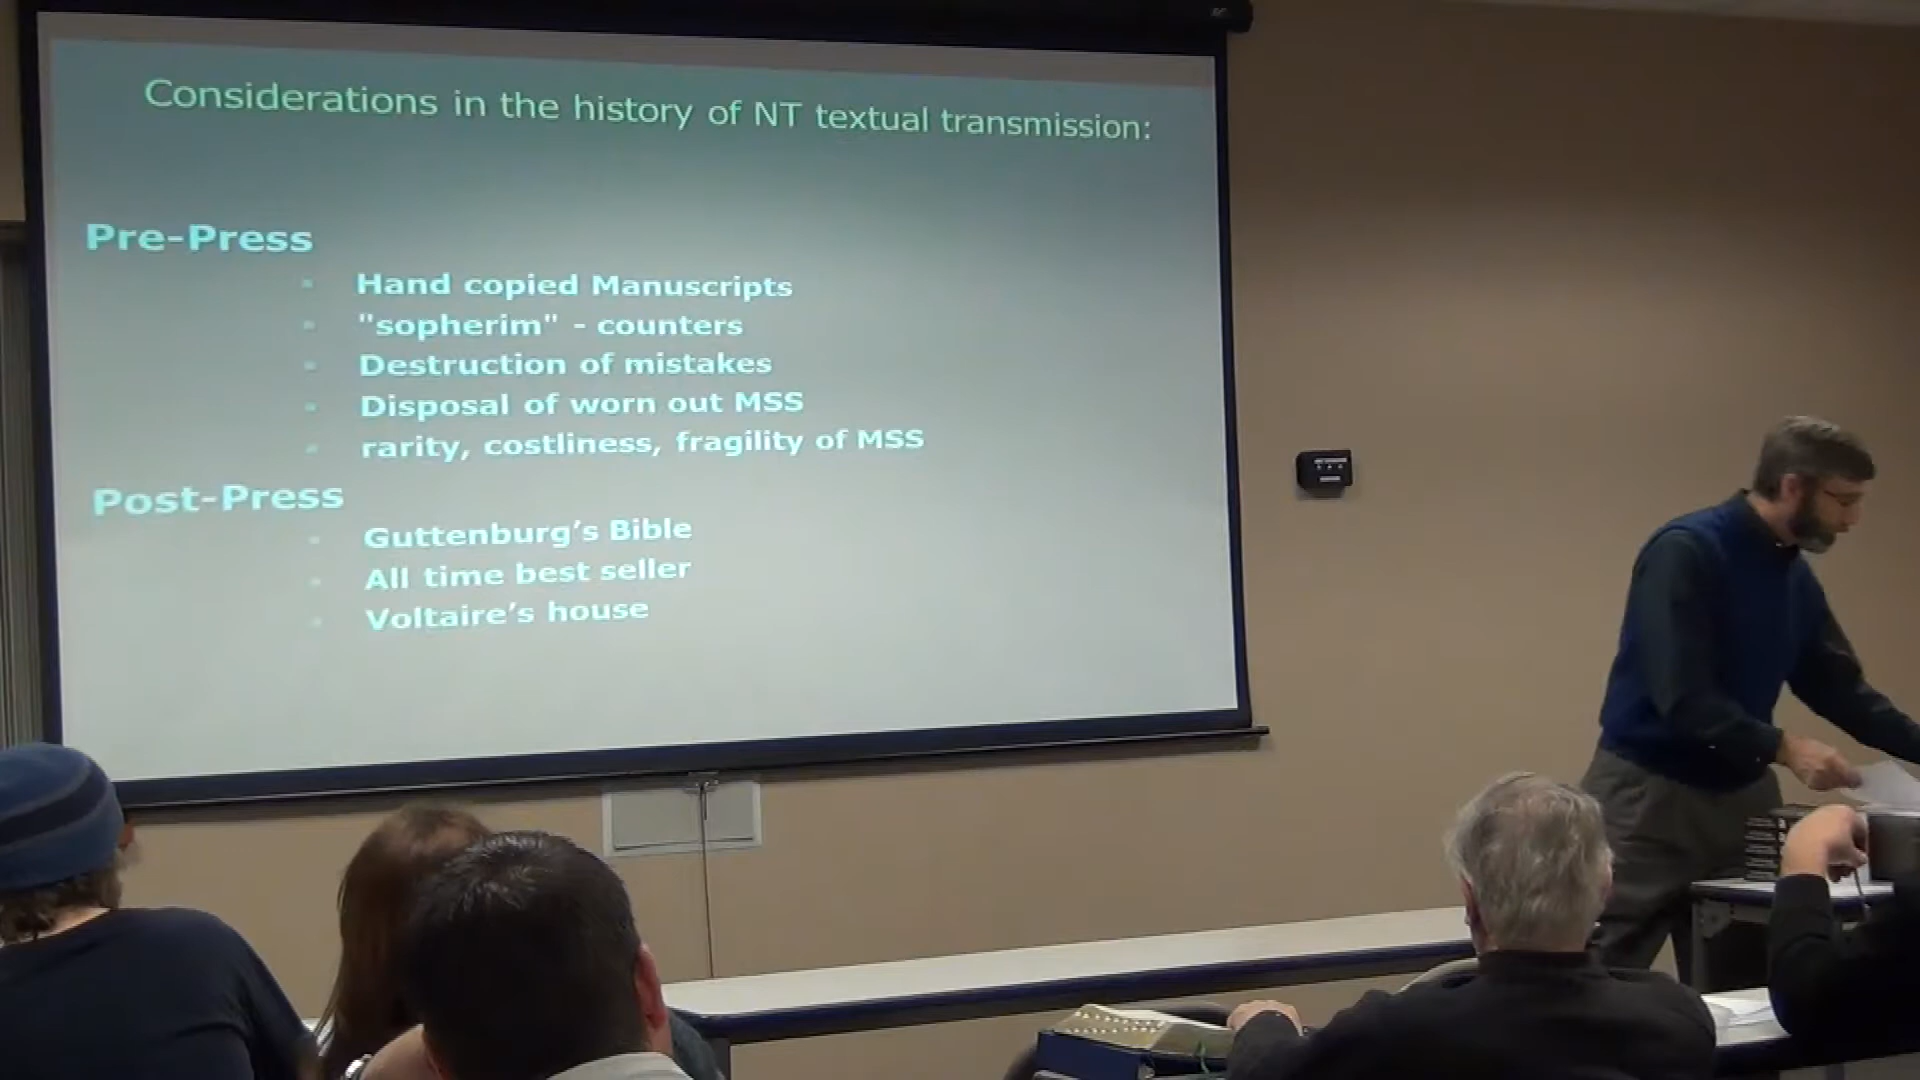 Considerations in the history of NT textual transmission:
Pre-Press
Hand copied Manuscripts
"sopherim" - counters
Destruction of mistakes
Disposal of worn out MSS
rarity, costliness, fragility of MSS
Post-Press
Guttenburg’s Bible
All time best seller
Voltaire’s house